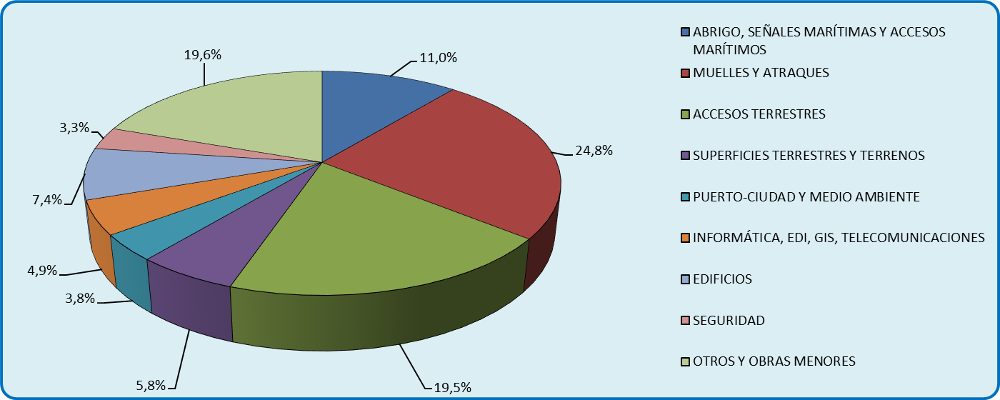 19,6%
11,0%
3,3%
24,8%
7,4%
4,9%
3,8%
5,8%
19,5%
ABRIGO, SEÑALES MARÍTIMAS Y ACCESOS
MARÍTIMOS
MUELLES Y ATRAQUES
ACCESOS TERRESTRES
SUPERFICIES TERRESTRES Y TERRENOS
PUERTO-CIUDAD Y MEDIO AMBIENTE
INFORMÁTICA, EDI, GIS, TELECOMUNICACIONES
EDIFICIOS
SEGURIDAD
OTROS Y OBRAS MENORES